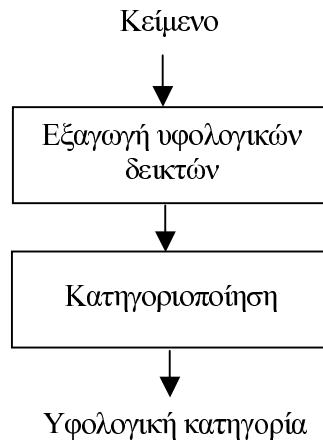 Κείμενο
Εξαγωγή υφολογικών
δεικτών
Κατηγοριοποίηση
Υφολογική κατηγορία